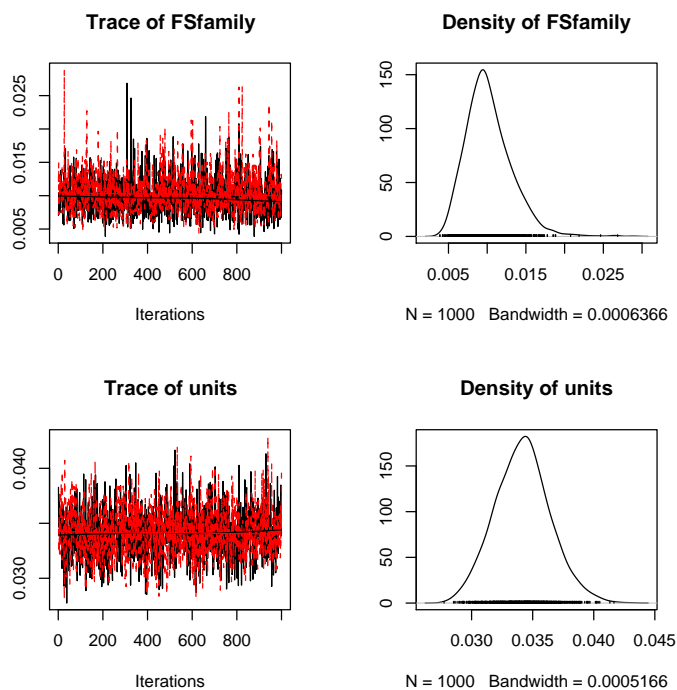 Trace of FSfamily
0.005 0.015 0.025
0 200 400 600 800
Iterations
Density of FSfamily
0 50 100 150
0.005 0.015 0.025
N = 1000 Bandwidth = 0.0006366
Trace of units
0.030 0.040
0 200 400 600 800
Iterations
Density of units
0 50 100 150
0.030 0.035 0.040 0.045
N = 1000 Bandwidth = 0.0005166